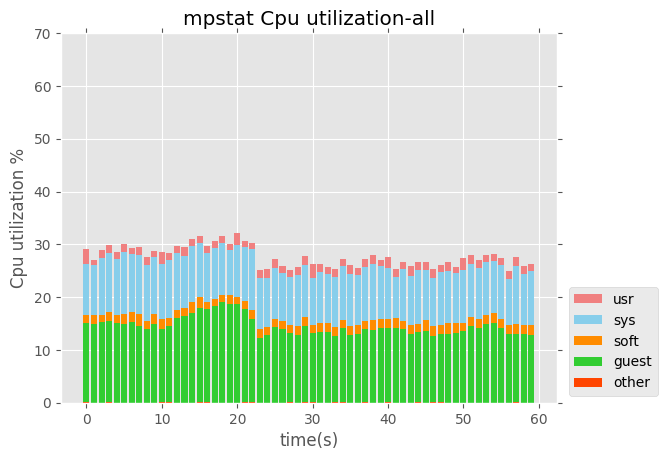 mpstat Cpu utilization-all
Cpu utilization %
70
60
50
40
30
20
10
0
0 10 20 30 40 50 60
time(s)
usr
sys
soft
guest
other